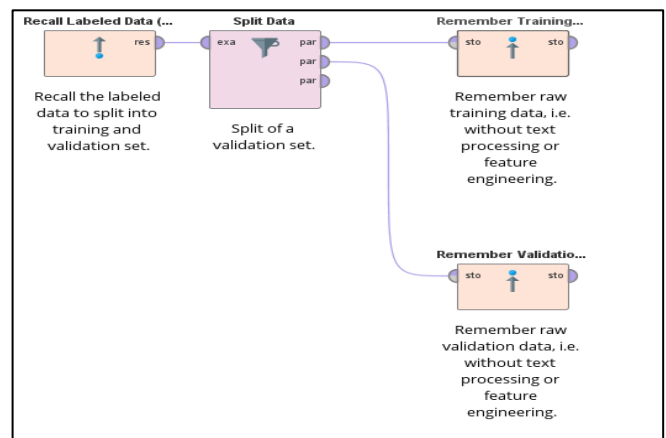 Recall Labeled Data (...
res
Recall the labeled
data to split into
training and
validation set.
Split Data
exa
par
par
par
Split of a
validation set.
Remember Training...
sto
sto
Remember raw
training data, i.e.
without text
processing or
feature
engineering.
Remember Validatio...
sto
sto
Remember raw
validation data, i.e.
without text
processing or
feature
engineering.